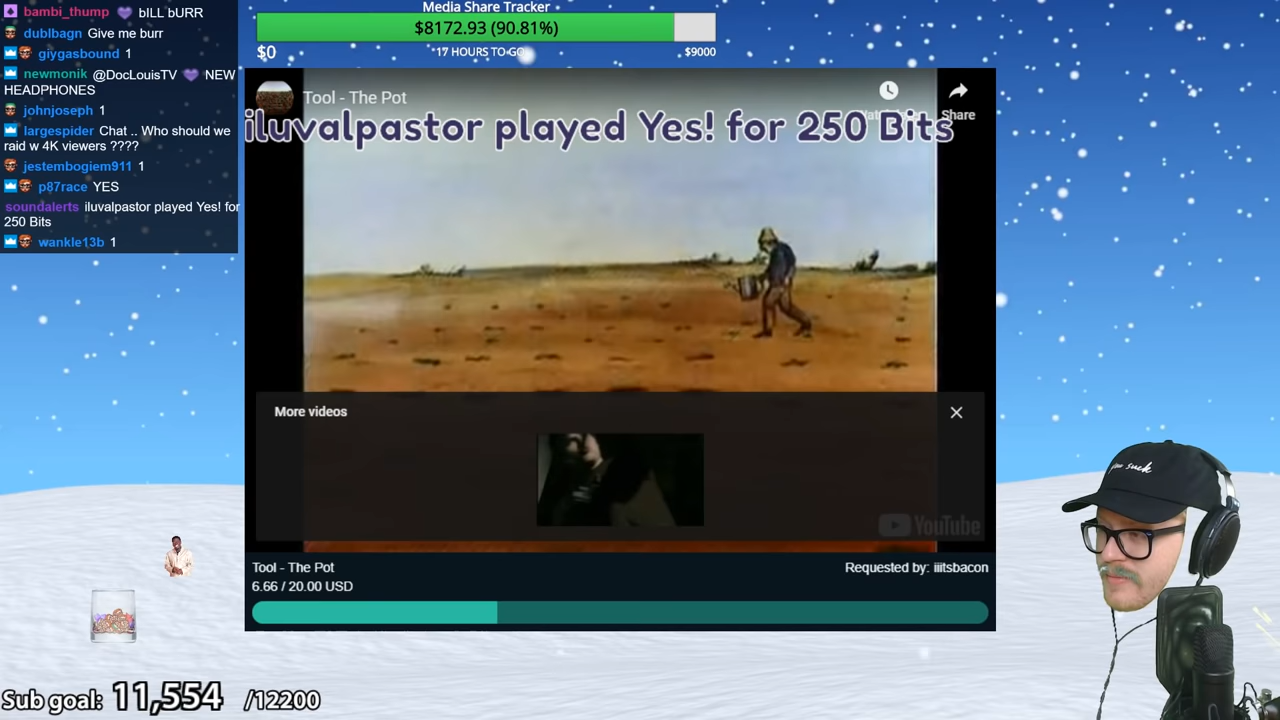 bambi_thump bILL bURR
dublbagn Give me burr
giygasbound 1
newmonik @DocLouisTV NEW
HEADPHONES
johnjoseph 1
largespider Chat .. Who should we
raid w 4K viewers ????
jestembogiem911 1
p87race YES
soundalerts iluvalpastor played Yes! for
250 Bits
wankle13b 1
Media Share Tracker
$8172.93 (90.81%)
$0
17 HOURS TO GO
$9000
Tool - The Pot
Share
iluvalpastor played Yes! for 250 Bits
More videos
YouTube
Tool - The Pot
Requested by: iiitsbacon
6.66 / 20.00 USD
you suck
Sub goal: 11,554 /12200